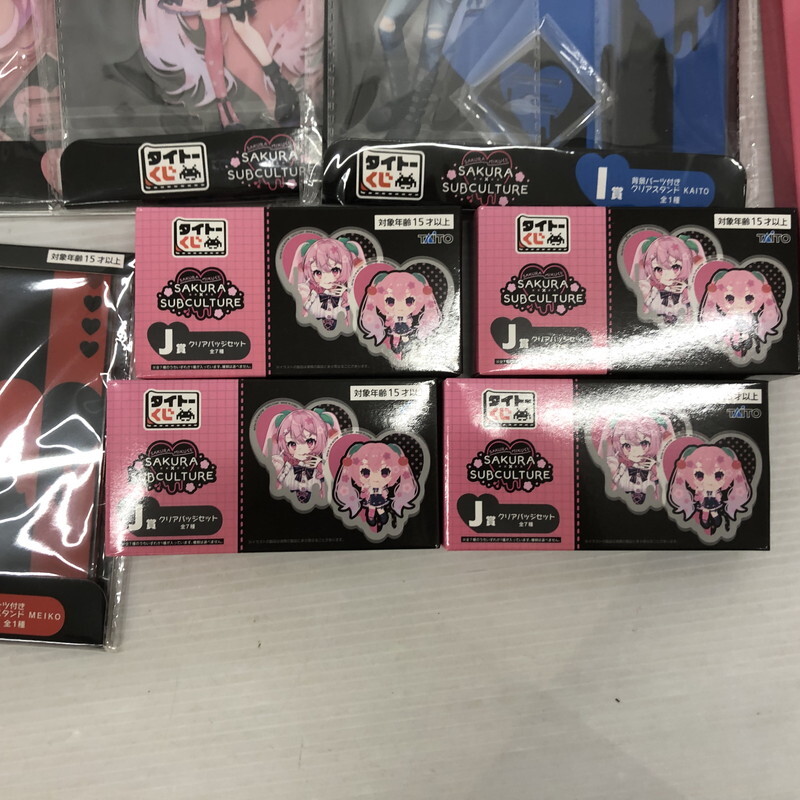 タイトー
くじ
SAKURA
SUBCULTURE
タイトー
くじ
SAKURA MIKU
SAKURA
SUBCULTURE
I賞
背景パーツ付き
クリアスタンド KAITO
全1種
対象年齢15才以上
タイトー
くじ
SAKURA
SUBCULTURE
J賞
クリアバッジセット
全7種
対象年齢15才以上
タイトー
くじ
SAKURA
SUBCULTURE
J賞
クリアバッジセット
全7種
対象年齢15才以上
TAITO
タイトー
くじ
SAKURA
SUBCULTURE
J賞
クリアバッジセット
全7種
対象年齢15才以上
タイトー
くじ
SAKURA
SUBCULTURE
J賞
クリアバッジセット
全7種
15才以上
TAITO
ーツ付き
スタンド MEIKO
全1種